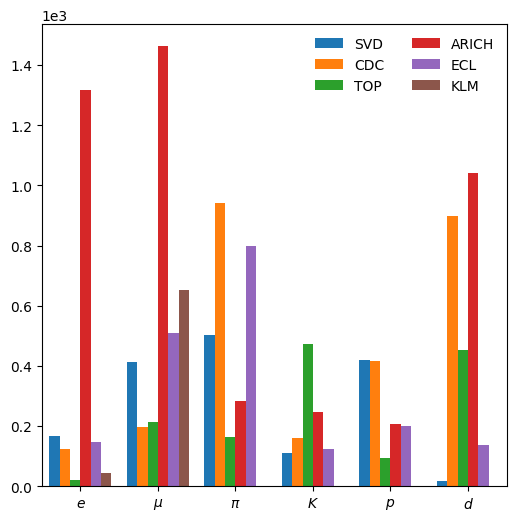 1e3
1.4
1.2
1.0
0.8
0.6
0.4
0.2
0.0
SVD
CDC
TOP
ARICH
ECL
KLM
e μ π K p d